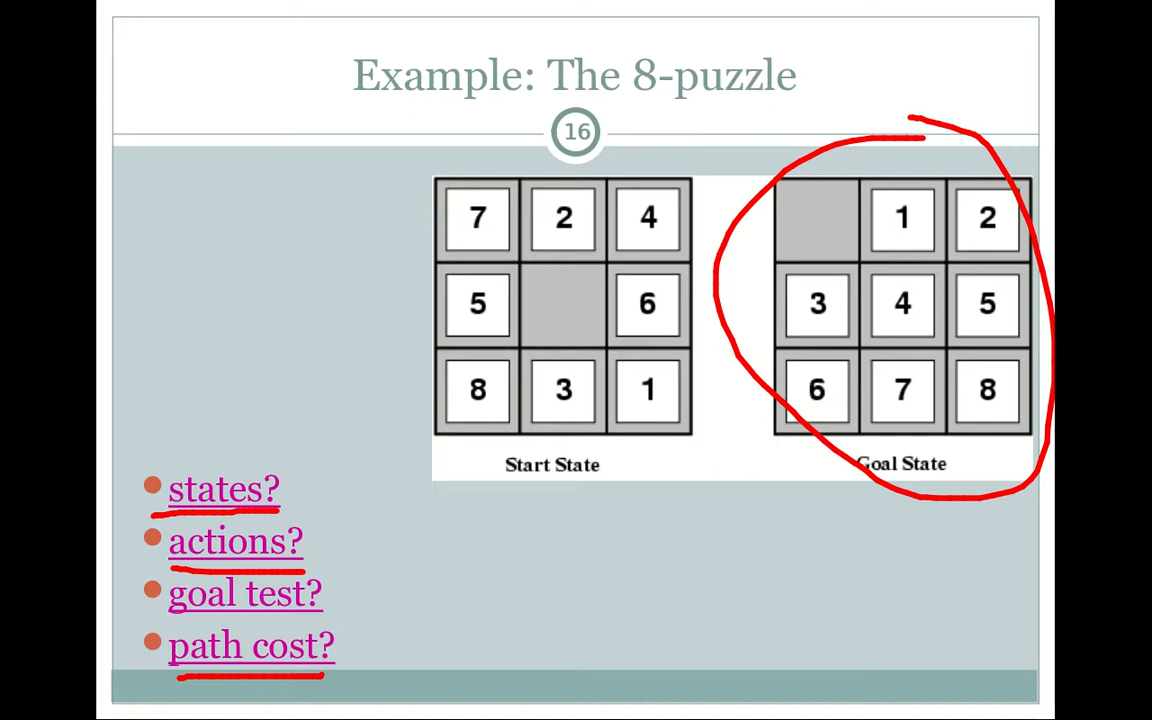 Example: The 8-puzzle
16
7 2 4
5 6
8 3 1
Start State
1 2
3 4 5
6 7 8
Goal State
states?
actions?
goal test?
path cost?